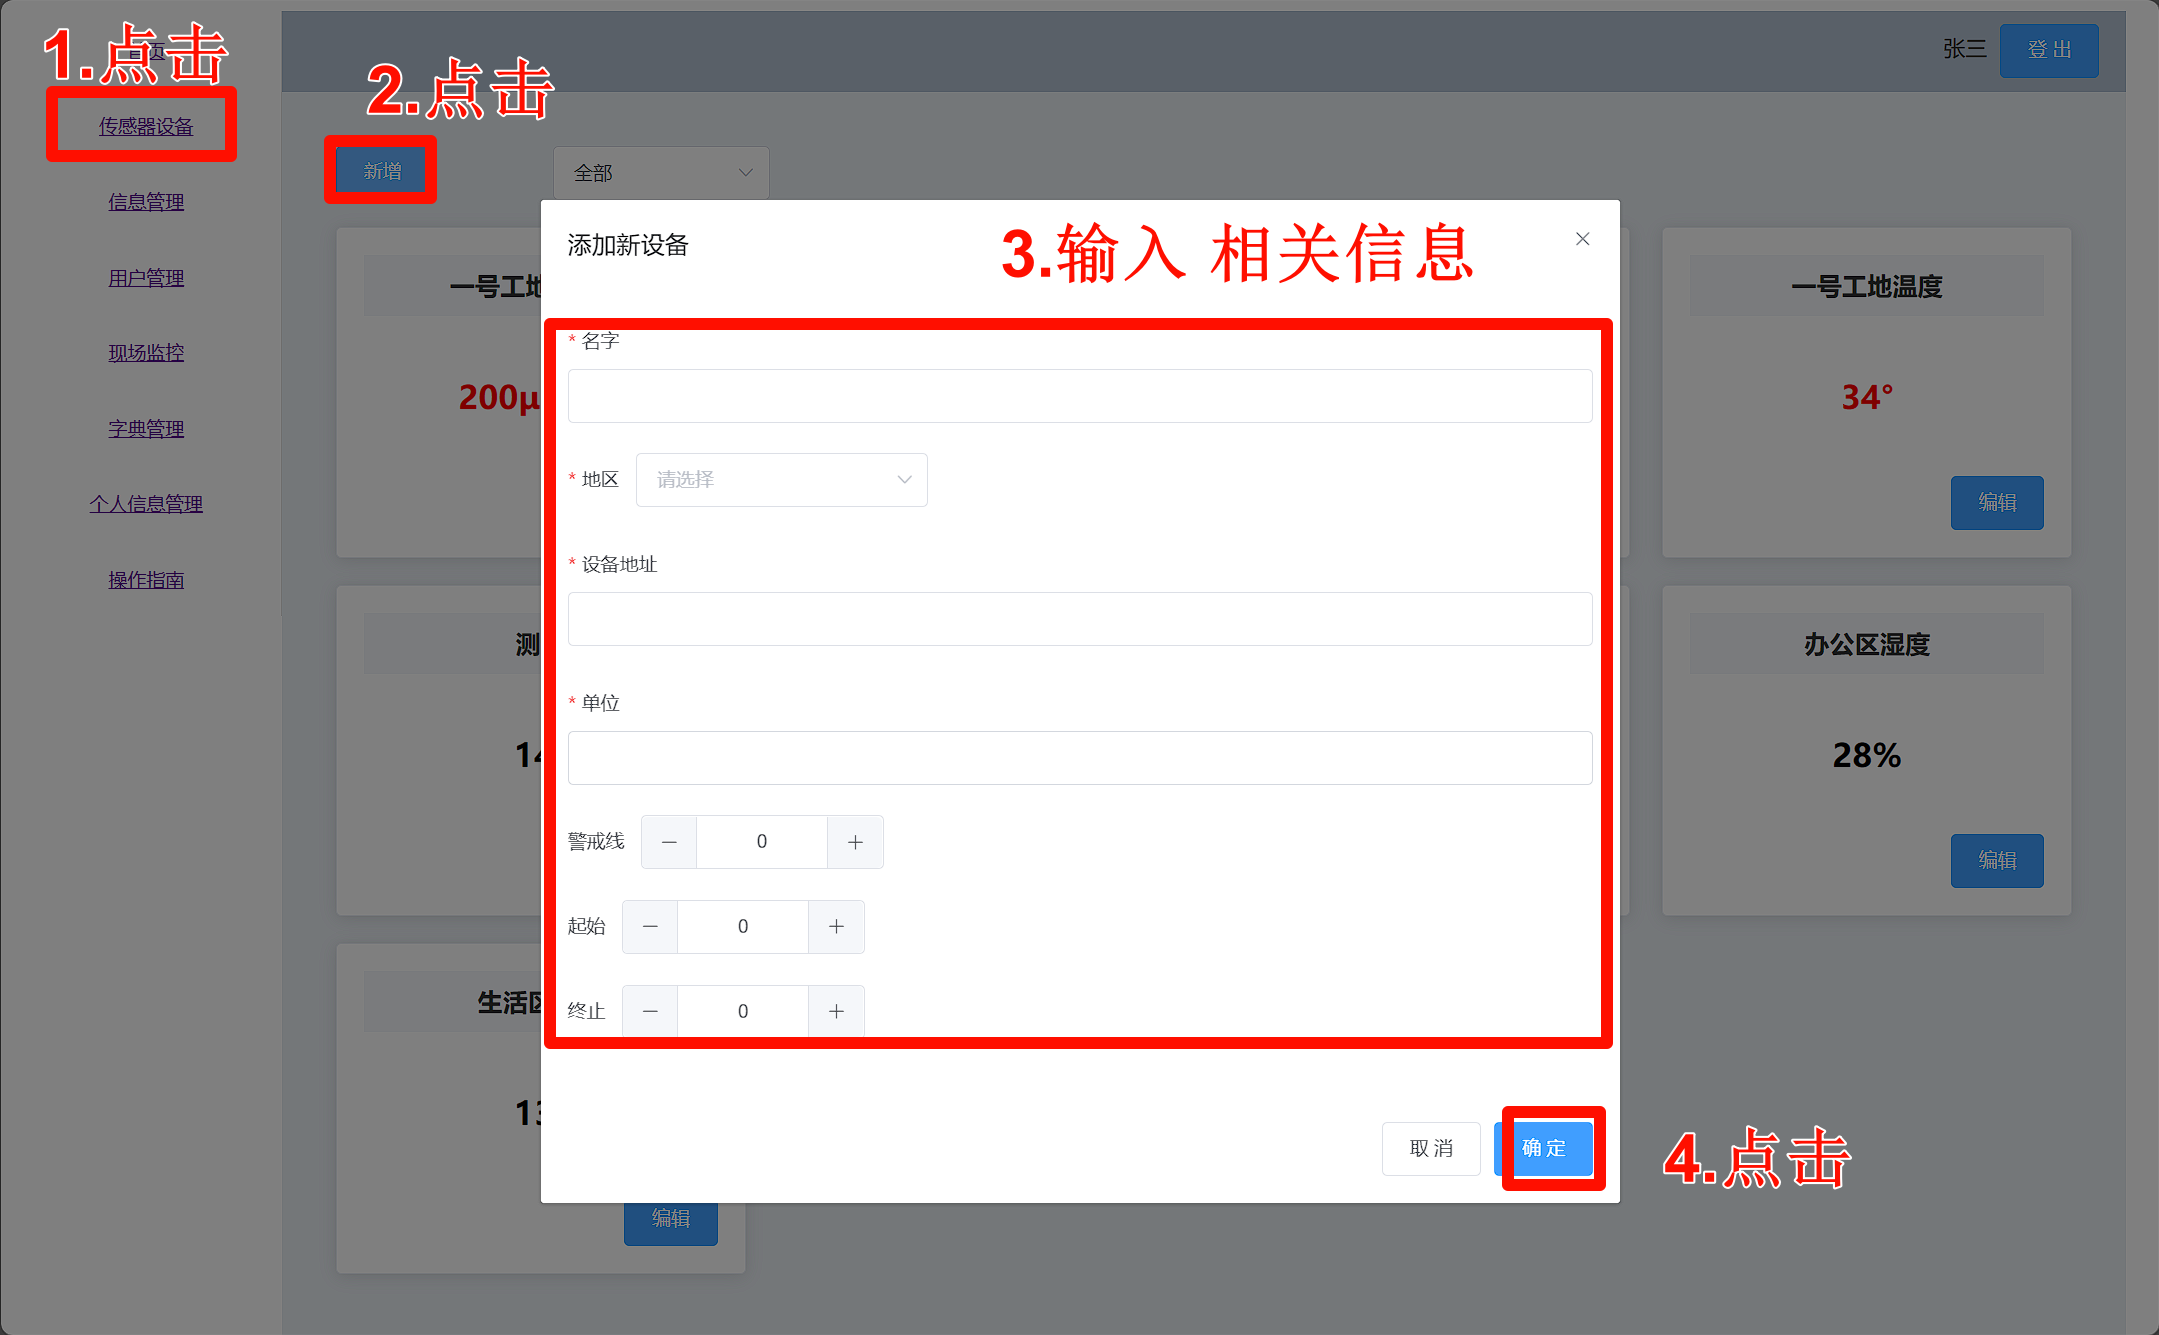 1.点击
首页
传感器设备
信息管理
用户管理
现场监控
字典管理
个人信息管理
操作指南
张三
登出
2.点击
新增
全部
添加新设备
3.输入 相关信息
* 名字
* 地区
请选择
* 设备地址
* 单位
警戒线
0
起始
0
终止
0
取消
确定
4.点击
一号工地
200μ
一号工地温度
34°
编辑
测
14
办公区湿度
28%
编辑
生活区
13
编辑